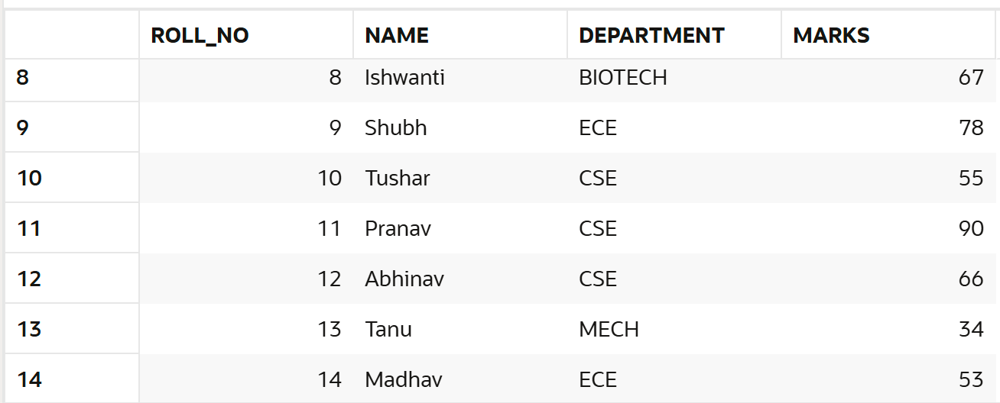 ROLL_NO NAME DEPARTMENT MARKS
8 8 Ishwanti BIOTECH 67
9 9 Shubh ECE 78
10 10 Tushar CSE 55
11 11 Pranav CSE 90
12 12 Abhinav CSE 66
13 13 Tanu MECH 34
14 14 Madhav ECE 53